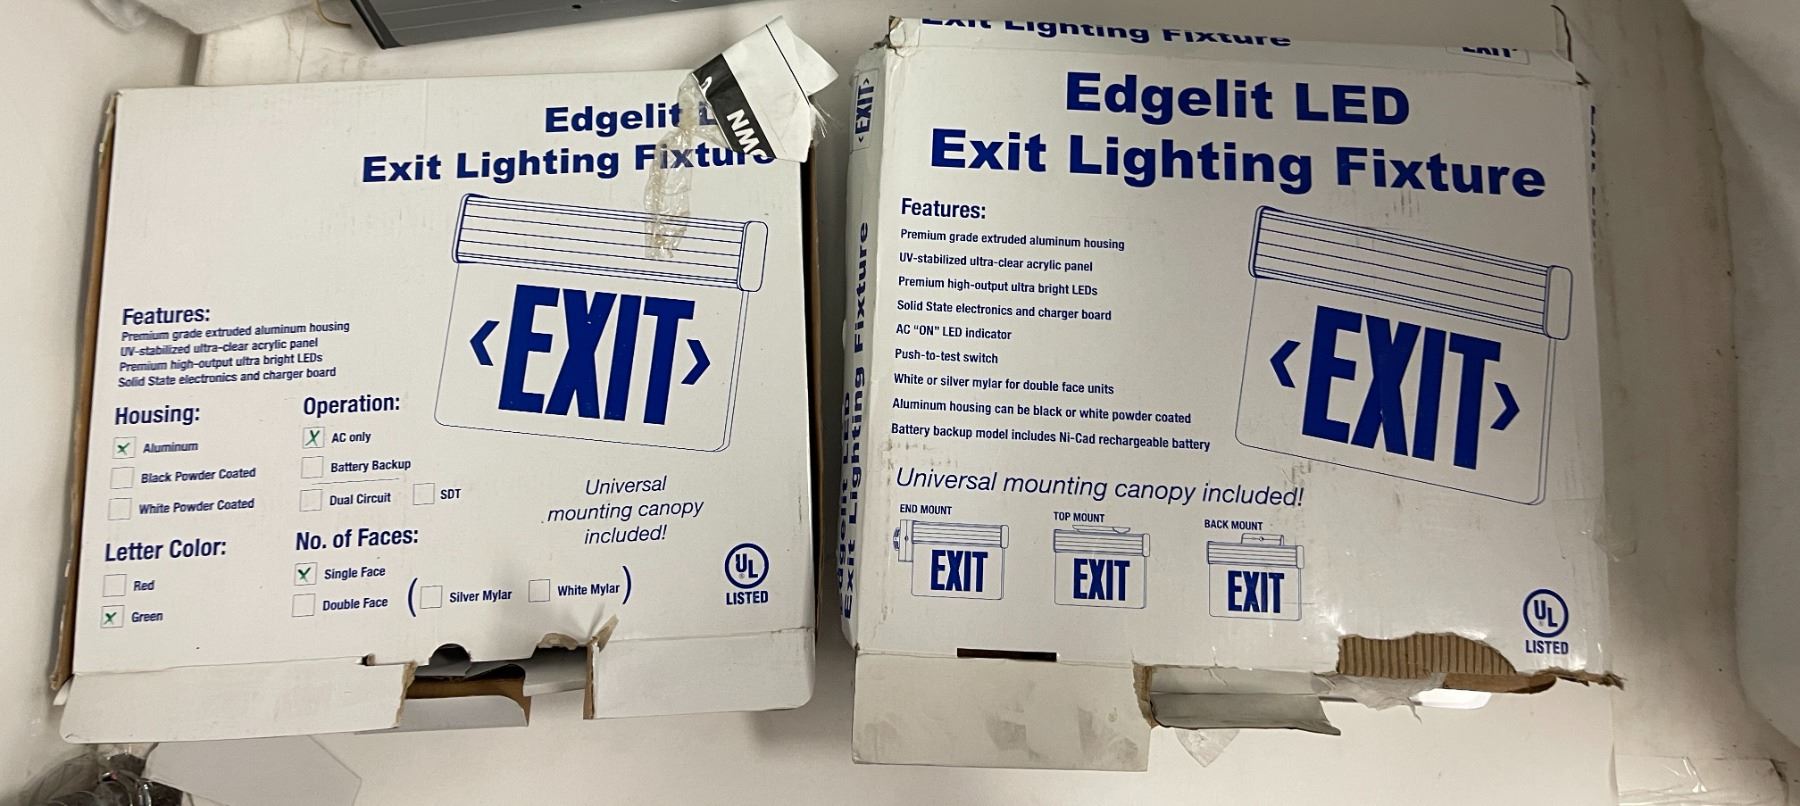 Edgelit
Exit Lighting Fixture
NMC
EXIT
Features:
Premium grade extruded aluminum housing
UV-stabilized ultra-clear acrylic panel
Premium high-output ultra bright LEDs
Solid State electronics and charger board
Housing:
Aluminum
Black Powder Coated
White Powder Coated
Letter Color:
Red
Green
Operation:
AC only
Battery Backup
Dual Circuit
SDT
No. of Faces:
Single Face
Double Face
( Silver Mylar White Mylar )
Universal
mounting canopy
included!
UL
LISTED
Exit Lighting Fixture
EXIT
EXIT
Edgelit LED
Exit Lighting Fixture
Edgelit LED
Exit Lighting Fixture
Features:
Premium grade extruded aluminum housing
UV-stabilized ultra-clear acrylic panel
Premium high-output ultra bright LEDs
Solid State electronics and charger board
AC “ON” LED indicator
Push-to-test switch
White or silver mylar for double face units
Aluminum housing can be black or white powder coated
Battery backup model includes Ni-Cad rechargeable battery
EXIT
Universal mounting canopy included!
END MOUNT
EXIT
TOP MOUNT
EXIT
BACK MOUNT
EXIT
UL
LISTED